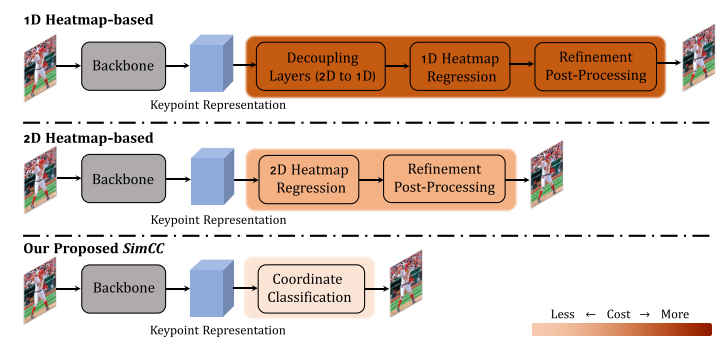 1D Heatmap-based
Backbone
Keypoint Representation
Decoupling
Layers (2D to 1D)
1D Heatmap
Regression
Refinement
Post-Processing
2D Heatmap-based
Backbone
Keypoint Representation
2D Heatmap
Regression
Refinement
Post-Processing
Our Proposed SimCC
Backbone
Keypoint Representation
Coordinate
Classification
Less ← Cost → More